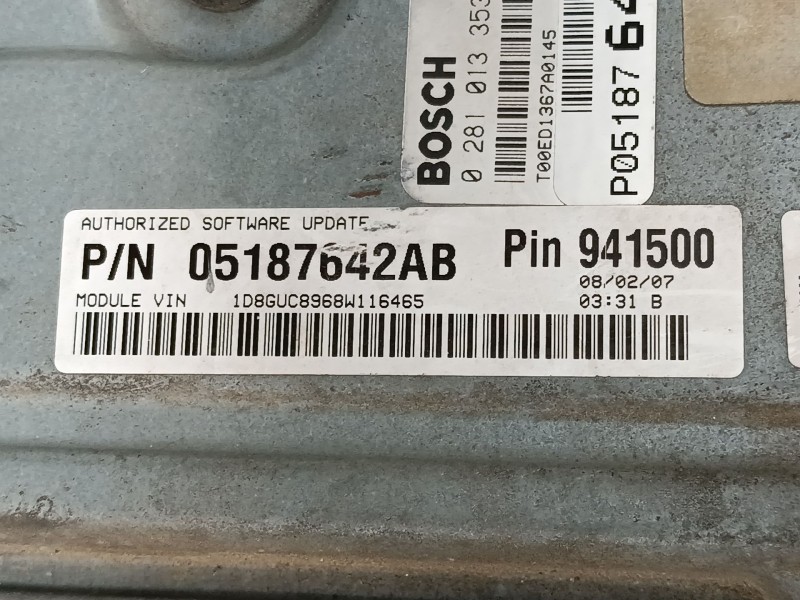 BOSCH
0 281 013 353
T00ED1367A0145
P05187 64
AUTHORIZED SOFTWARE UPDATE
P/N 05187642AB Pin 941500
08/02/07
MODULE VIN 1D8GUC8968W116465
03:31 B